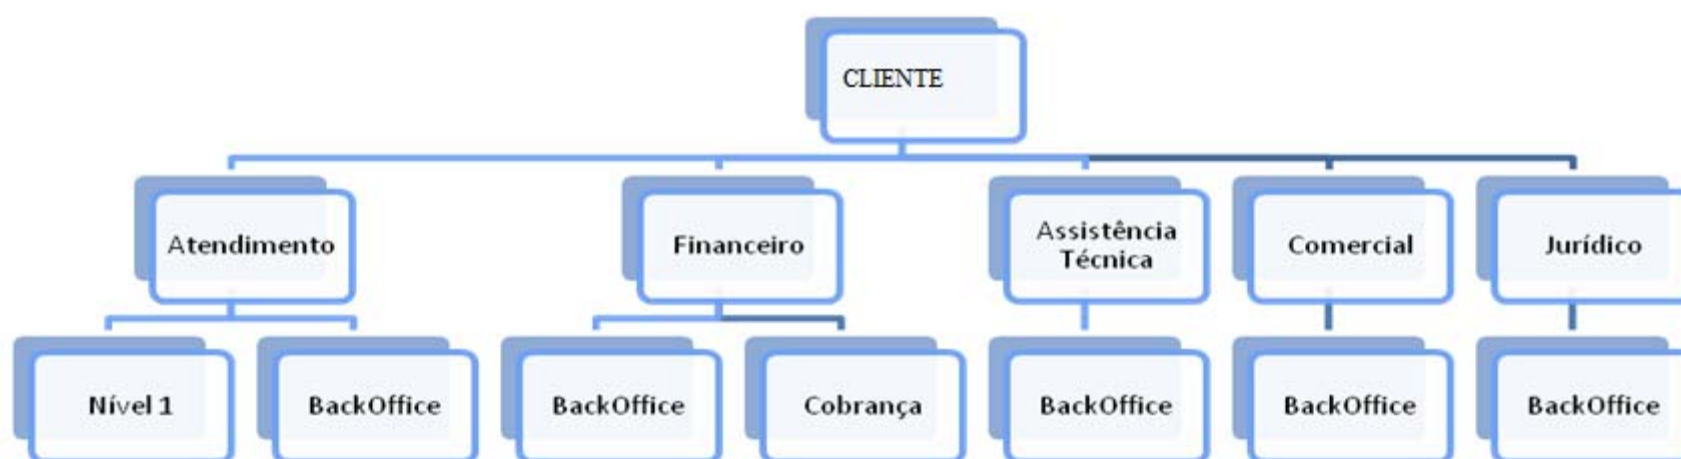 CLIENTE
Atendimento
Financeiro
Assistência
Técnica
Comercial
Jurídico
Nível 1
BackOffice
BackOffice
Cobrança
BackOffice
BackOffice
BackOffice